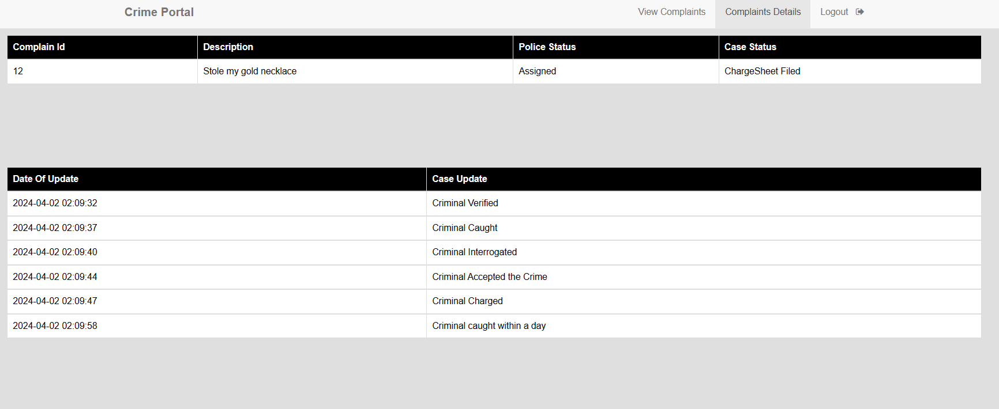 Crime Portal View Complaints Complaints Details Logout
Complain Id Description Police Status Case Status
12 Stole my gold necklace Assigned ChargeSheet Filed
Date Of Update Case Update
2024-04-02 02:09:32 Criminal Verified
2024-04-02 02:09:37 Criminal Caught
2024-04-02 02:09:40 Criminal Interrogated
2024-04-02 02:09:44 Criminal Accepted the Crime
2024-04-02 02:09:47 Criminal Charged
2024-04-02 02:09:58 Criminal caught within a day